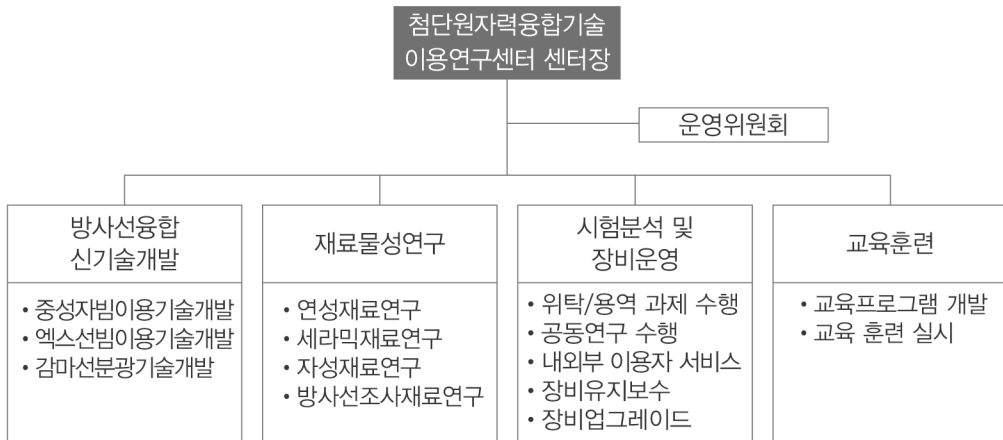 첨단원자력융합기술
이용연구센터 센터장
운영위원회
방사선융합
신기술개발
• 중성자빔이용기술개발
• 엑스선빔이용기술개발
• 감마선분광기술개발
재료물성연구
• 연성재료연구
• 세라믹재료연구
• 자성재료연구
• 방사선조사재료연구
시험분석 및
장비운영
• 위탁/용역 과제 수행
• 공동연구 수행
• 내외부 이용자 서비스
• 장비유지보수
• 장비업그레이드
교육훈련
• 교육프로그램 개발
• 교육 훈련 실시